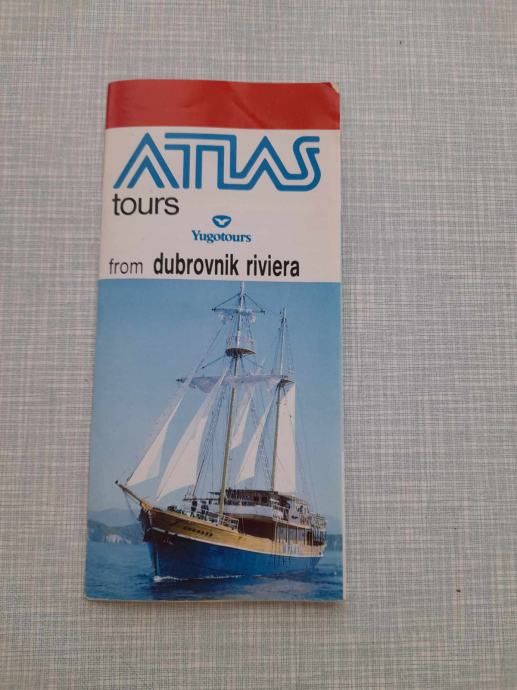 ATLAS
tours
Yugotours
from dubrovnik riviera